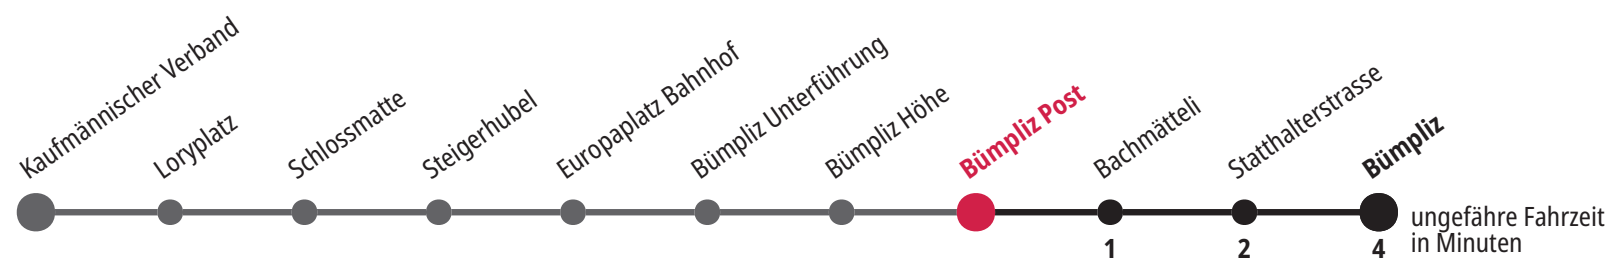 Kaufmännischer Verband
Loryplatz
Schlossmatte
Steigerhubel
Europaplatz Bahnhof
Bümpliz Unterführung
Bümpliz Höhe
Bümpliz Post
Bachmätteli
Statthalterstrasse
Bümpliz
1
2
4
ungefähre Fahrzeit
in Minuten